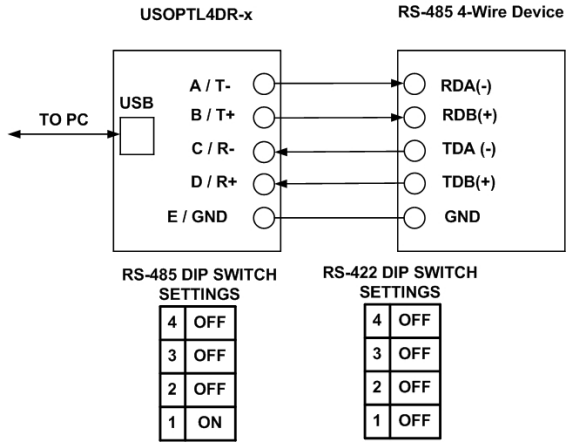 USOPTL4DR-x
RS-485 4-Wire Device
A / T-
RDA(-)
USB
B / T+
RDB(+)
TO PC
C / R-
TDA (-)
D / R+
TDB(+)
E / GND
GND
RS-485 DIP SWITCH
SETTINGS
4 OFF
3 OFF
2 OFF
1 ON
RS-422 DIP SWITCH
SETTINGS
4 OFF
3 OFF
2 OFF
1 OFF